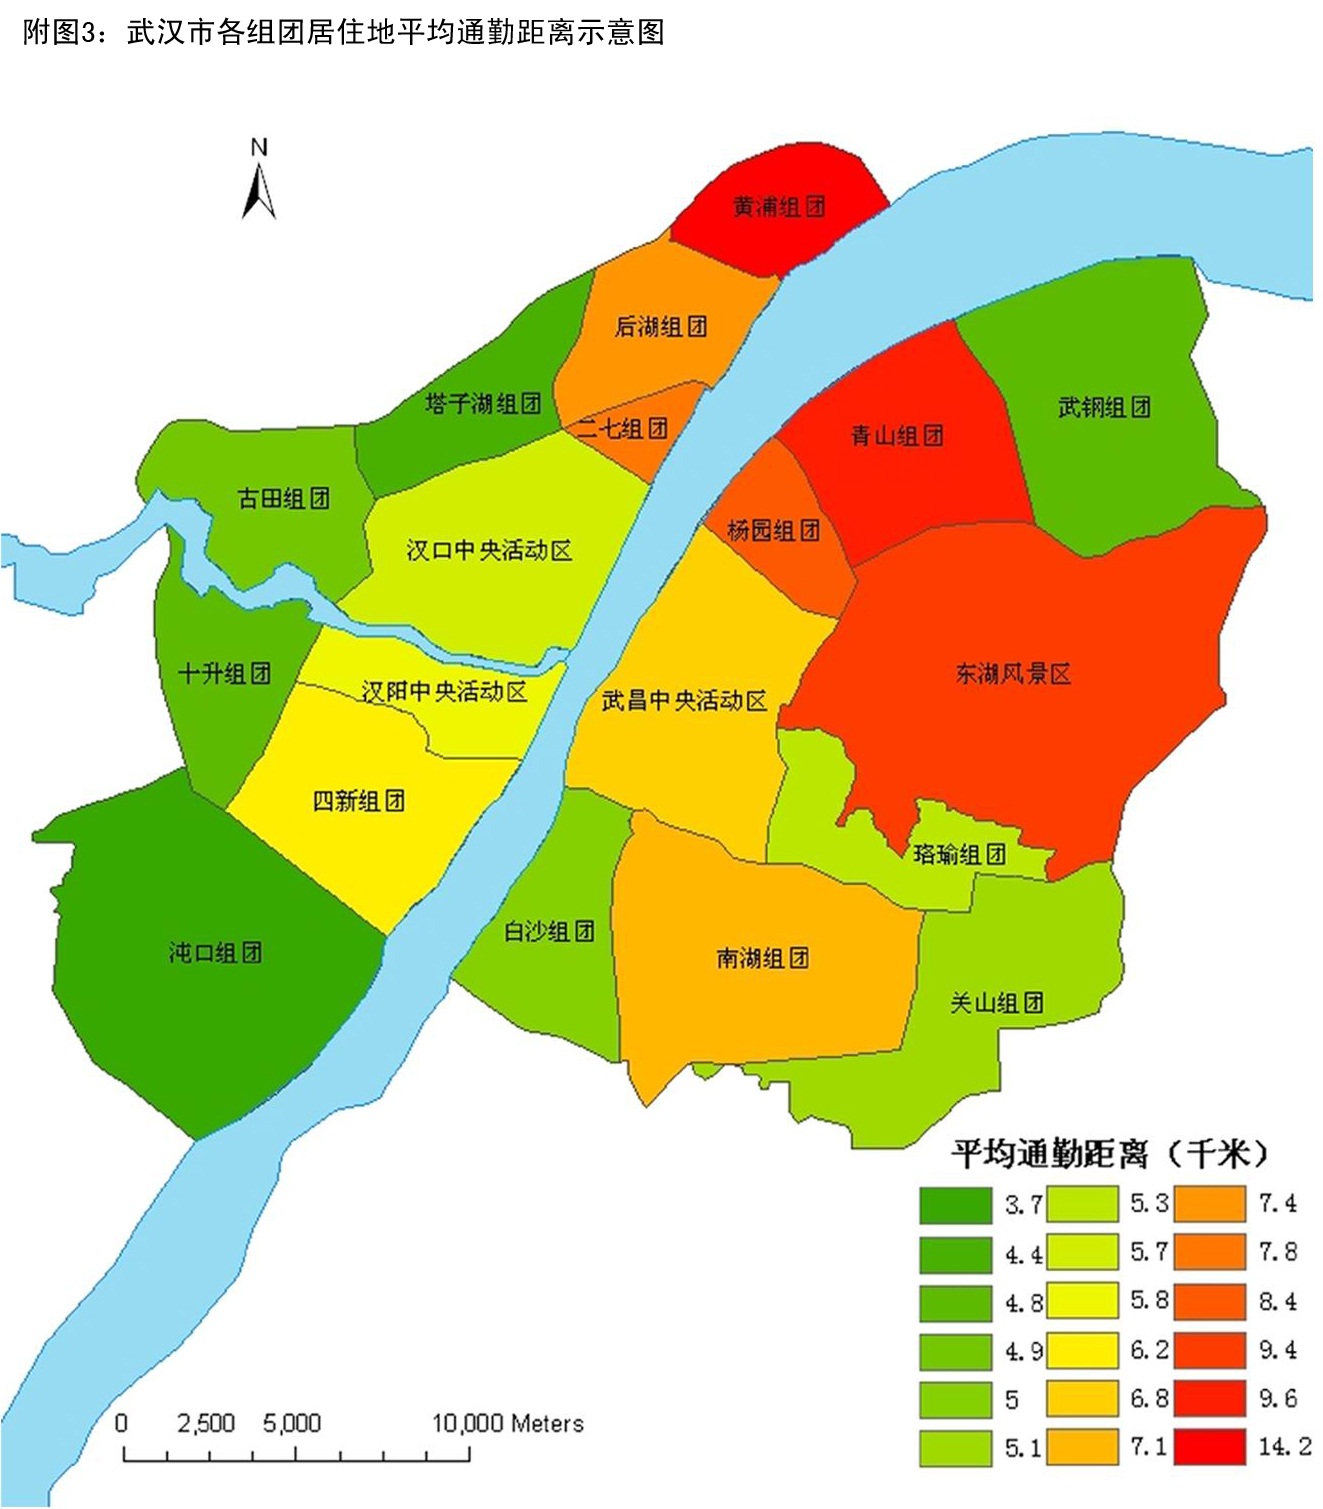 附图3：武汉市各组团居住地平均通勤距离示意图
N
黄浦组团
后湖组团
塔子湖组团
二七组团
武钢组团
青山组团
古田组团
汉口中央活动区
杨园组团
十升组团
汉阳中央活动区
武昌中央活动区
东湖风景区
四新组团
珞瑜组团
白沙组团
沌口组团
南湖组团
关山组团
平均通勤距离（千米）
3.7 5.3 7.4
4.4 5.7 7.8
4.8 5.8 8.4
4.9 6.2 9.4
5 6.8 9.6
5.1 7.1 14.2
0 2,500 5,000 10,000 Meters